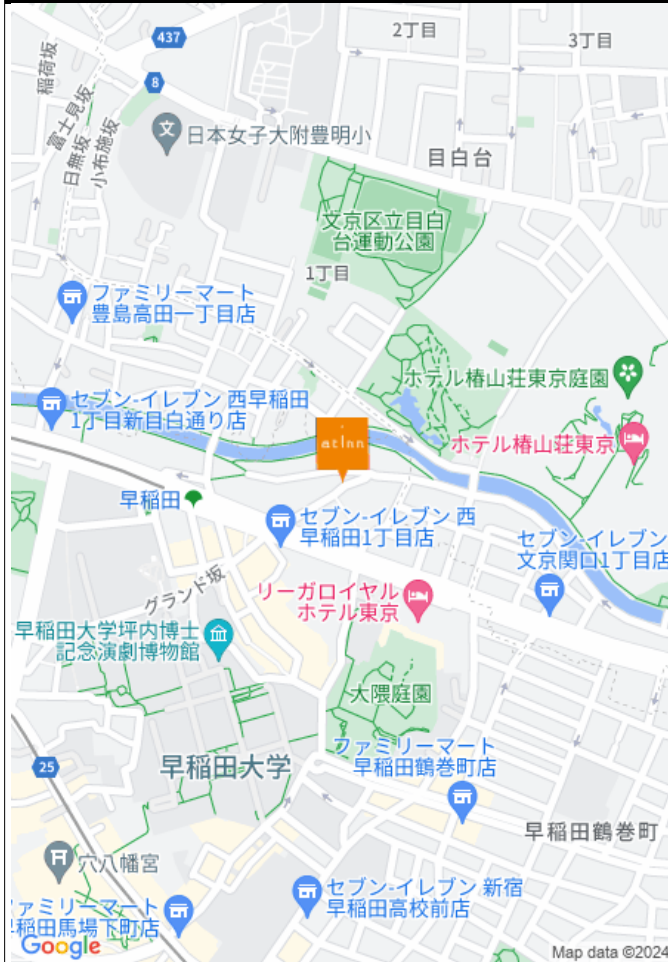 437
2丁目
3丁目
稲荷坂
8
富士見坂
日無坂
小布施坂
日本女子大附豊明小
目白台
文京区立目白
台運動公園
1丁目
ファミリーマート
豊島高田一丁目店
ホテル椿山荘東京庭園
セブン-イレブン 西早稲田
1丁目新目白通り店
atinn
ホテル椿山荘東京
早稲田
セブン-イレブン 西
早稲田1丁目店
セブン-イレブン
文京関口1丁目店
グランド坂
リーガロイヤル
ホテル東京
早稲田大学坪内博士
記念演劇博物館
大隈庭園
ファミリーマート
早稲田鶴巻町店
25
早稲田大学
早稲田鶴巻町
穴八幡宮
セブン-イレブン 新宿
早稲田高校前店
ァミリーマート
早稲田馬場下町店
Google
Map data ©2024